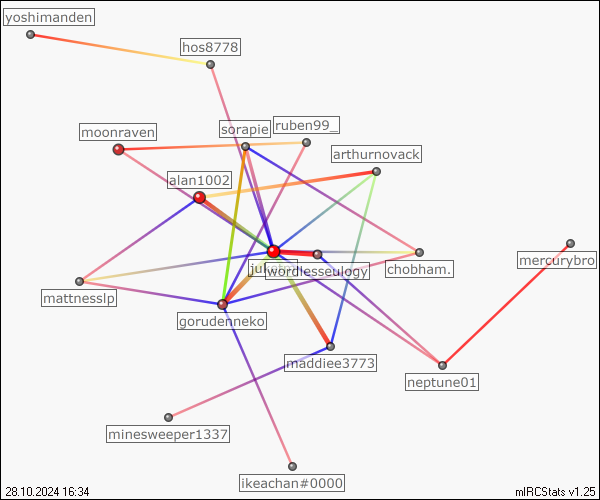 yoshimanden
hos8778
ruben99_
moonraven
sorapie
arthurnovack
alan1002
mercurybro
wordlesseulogy
chobham.
mattnesslp
gorudenneko
maddiee3773
neptune01
minesweeper1337
ikeachan#0000
28.10.2024 16:34
mIRCStats v1.25